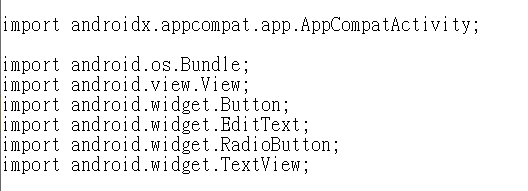 import androidx.appcompat.app.AppCompatActivity;
import android.os.Bundle;
import android.view.View;
import android.widget.Button;
import android.widget.EditText;
import android.widget.RadioButton;
import android.widget.TextView;